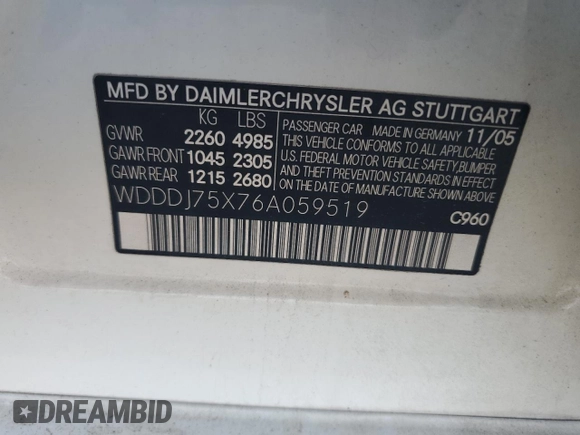 MFD BY DAIMLERCHRYSLER AG STUTTGART
KG LBS
GVWR 2260 4985
GAWR FRONT 1045 2305
GAWR REAR 1215 2680
PASSENGER CAR MADE IN GERMANY 11/05
THIS VEHICLE CONFORMS TO ALL APPLICABLE
U.S. FEDERAL MOTOR VEHICLE SAFETY,BUMPER
AND THEFT PREVENTION STANDARDS IN EFFECT
ON THE DATE OF MANUFACTURE SHOWN ABOVE
WDDDJ75X76A059519
C960
DREAMBID